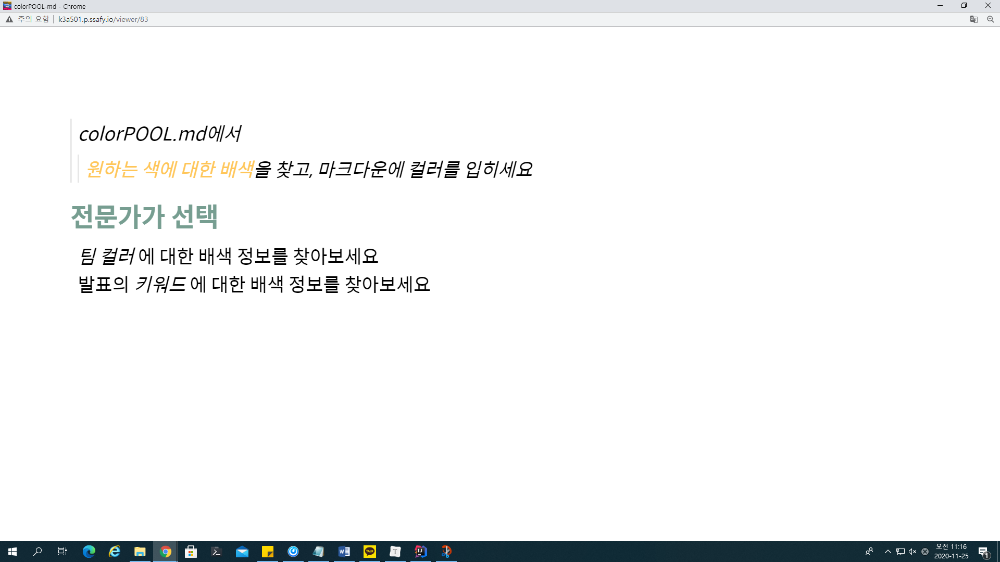 colorPOOL-md - Chrome
주의 요함 | k3a501.p.ssafy.io/viewer/83
colorPOOL.md에서
원하는 색에 대한 배색을 찾고, 마크다운에 컬러를 입히세요
전문가가 선택
팀 컬러 에 대한 배색 정보를 찾아보세요
발표의 키워드 에 대한 배색 정보를 찾아보세요
TALK
T
IJ
오전 11:16
2020-11-25
1